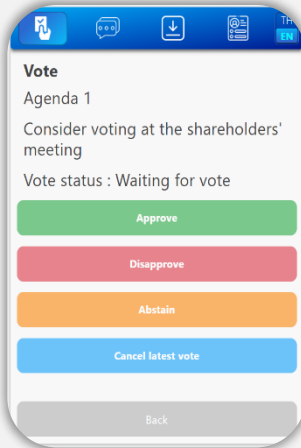 TH
EN
Vote
Agenda 1
Consider voting at the shareholders'
meeting
Vote status : Waiting for vote
Approve
Disapprove
Abstain
Cancel latest vote
Back